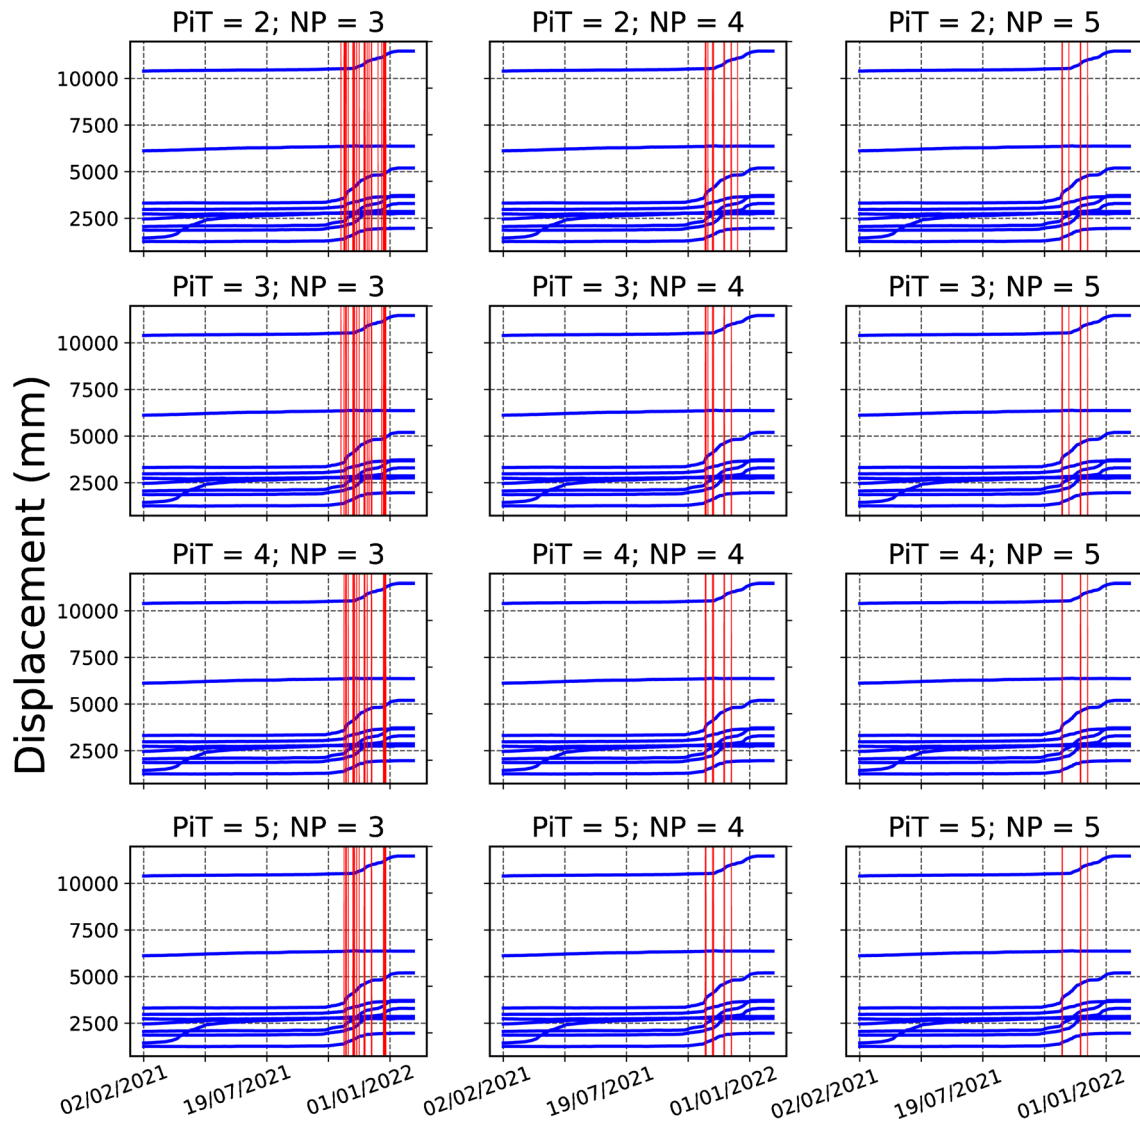 PiT = 2; NP = 3
PiT = 2; NP = 4
PiT = 2; NP = 5
10000
7500
5000
2500
PiT = 3; NP = 3
PiT = 3; NP = 4
PiT = 3; NP = 5
10000
7500
5000
2500
Displacement (mm)
PiT = 4; NP = 3
PiT = 4; NP = 4
PiT = 4; NP = 5
10000
7500
5000
2500
PiT = 5; NP = 3
PiT = 5; NP = 4
PiT = 5; NP = 5
10000
7500
5000
2500
02/02/2021
19/07/2021
01/01/2022
02/02/2021
19/07/2021
01/01/2022
02/02/2021
19/07/2021
01/01/2022